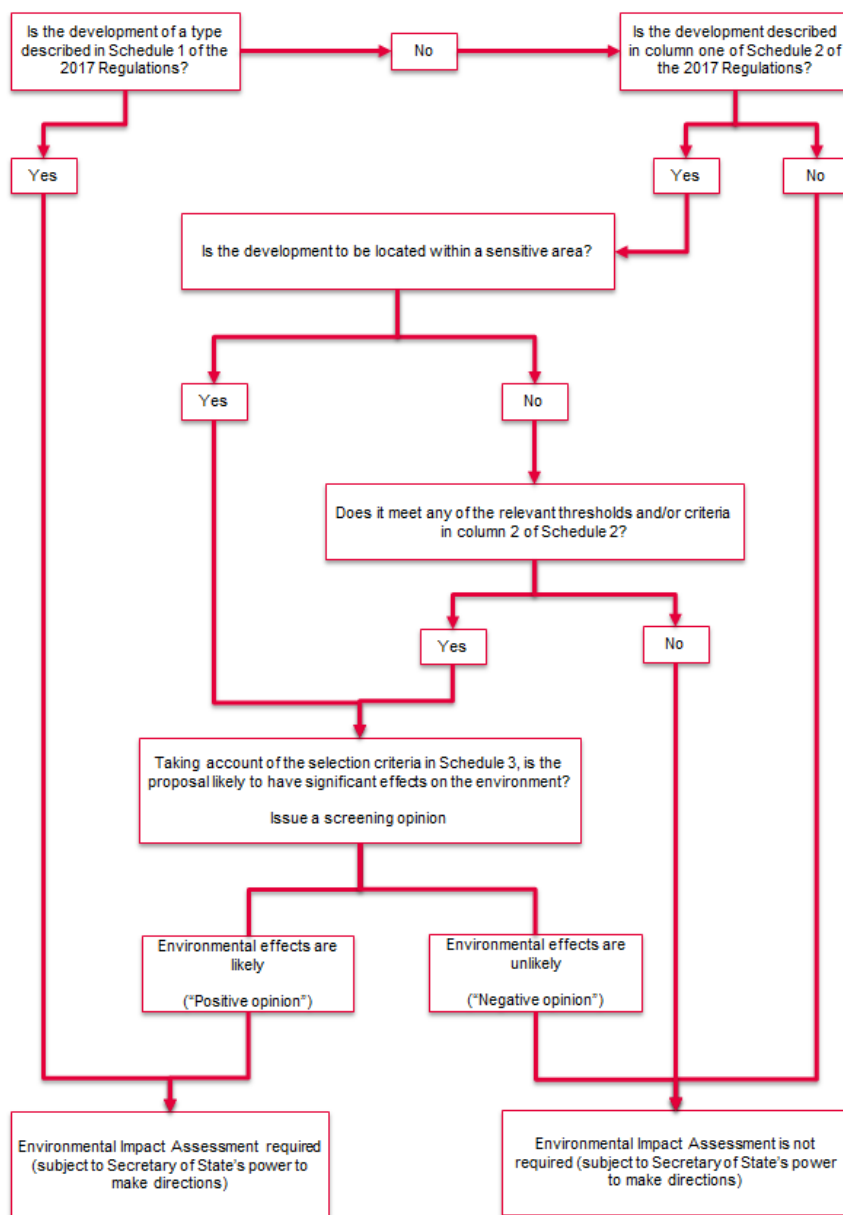 Is the development of a type
described in Schedule 1 of the
2017 Regulations?
No
Is the development described
in column one of Schedule 2 of
the 2017 Regulations?
Yes
Yes
No
Is the development to be located within a sensitive area?
Yes
No
Does it meet any of the relevant thresholds and/or criteria
in column 2 of Schedule 2?
Yes
No
Taking account of the selection criteria in Schedule 3, is the
proposal likely to have significant effects on the environment?
Issue a screening opinion
Environmental effects are
likely
(“Positive opinion”)
Environmental effects are
unlikely
(“Negative opinion”)
Environmental Impact Assessment required
(subject to Secretary of State’s power to
make directions)
Environmental Impact Assessment is not
required (subject to Secretary of State’s power
to make directions)